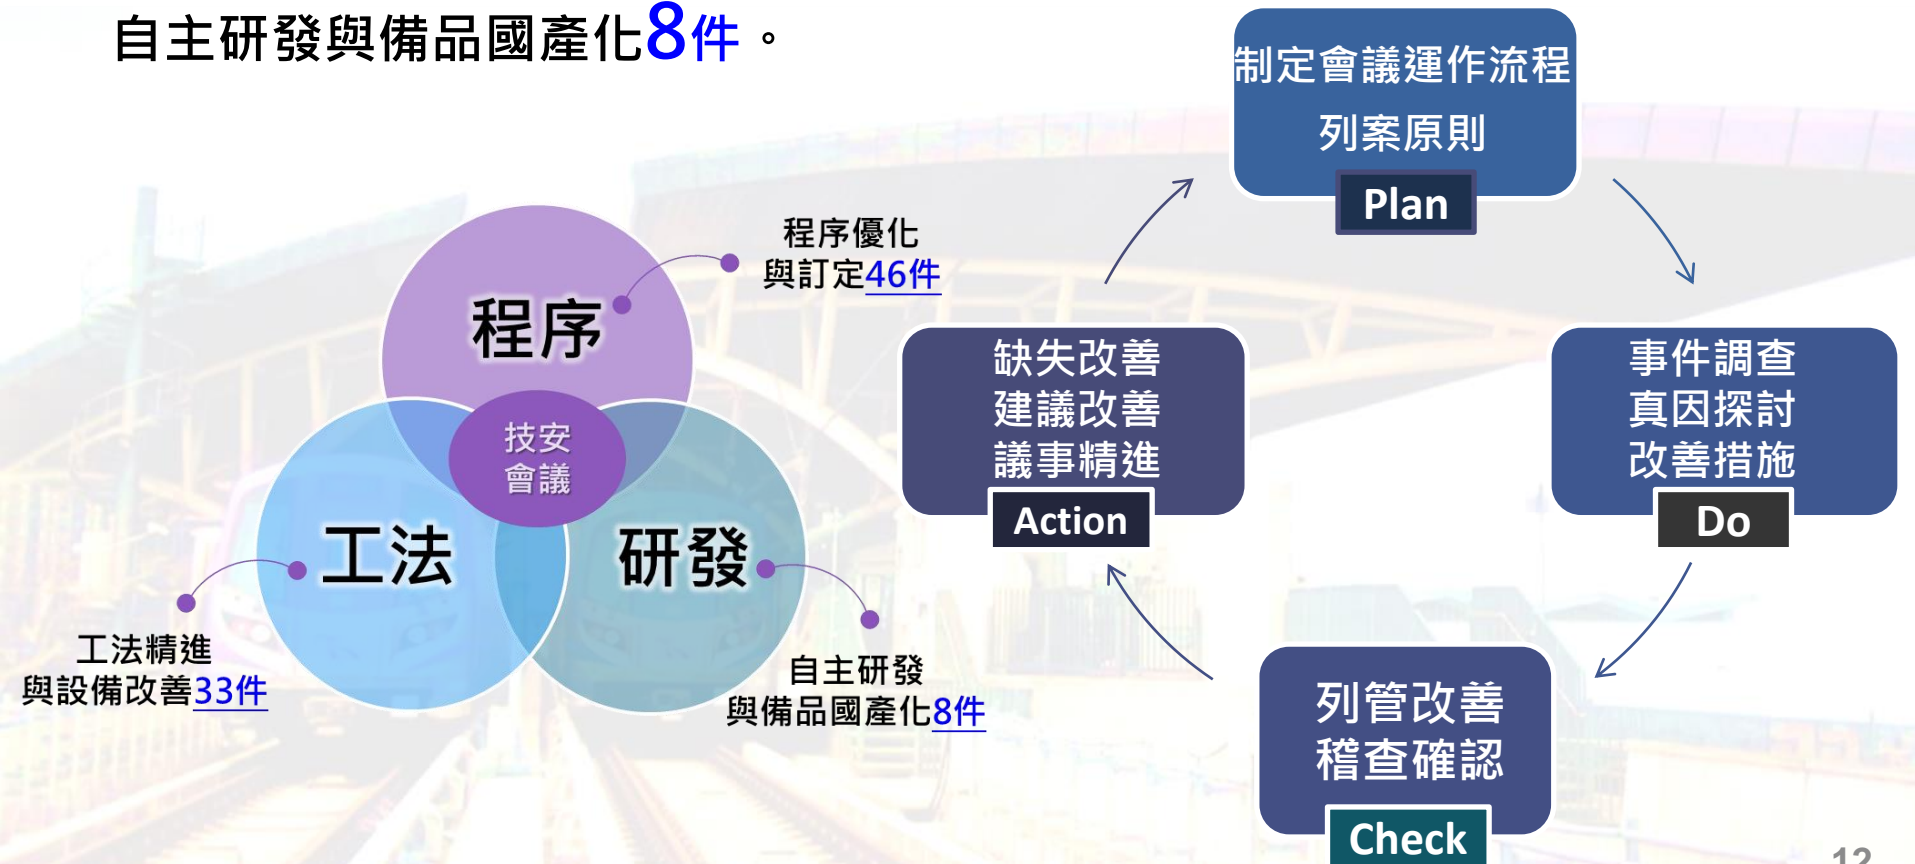 自主研發與備品國產化8件。
程序優化
與訂定46件
程序
技安
會議
工法
研發
工法精進
與設備改善33件
自主研發
與備品國產化8件
制定會議運作流程
列案原則
Plan
事件調查
真因探討
改善措施
Do
列管改善
稽查確認
Check
缺失改善
建議改善
議事精進
Action
12